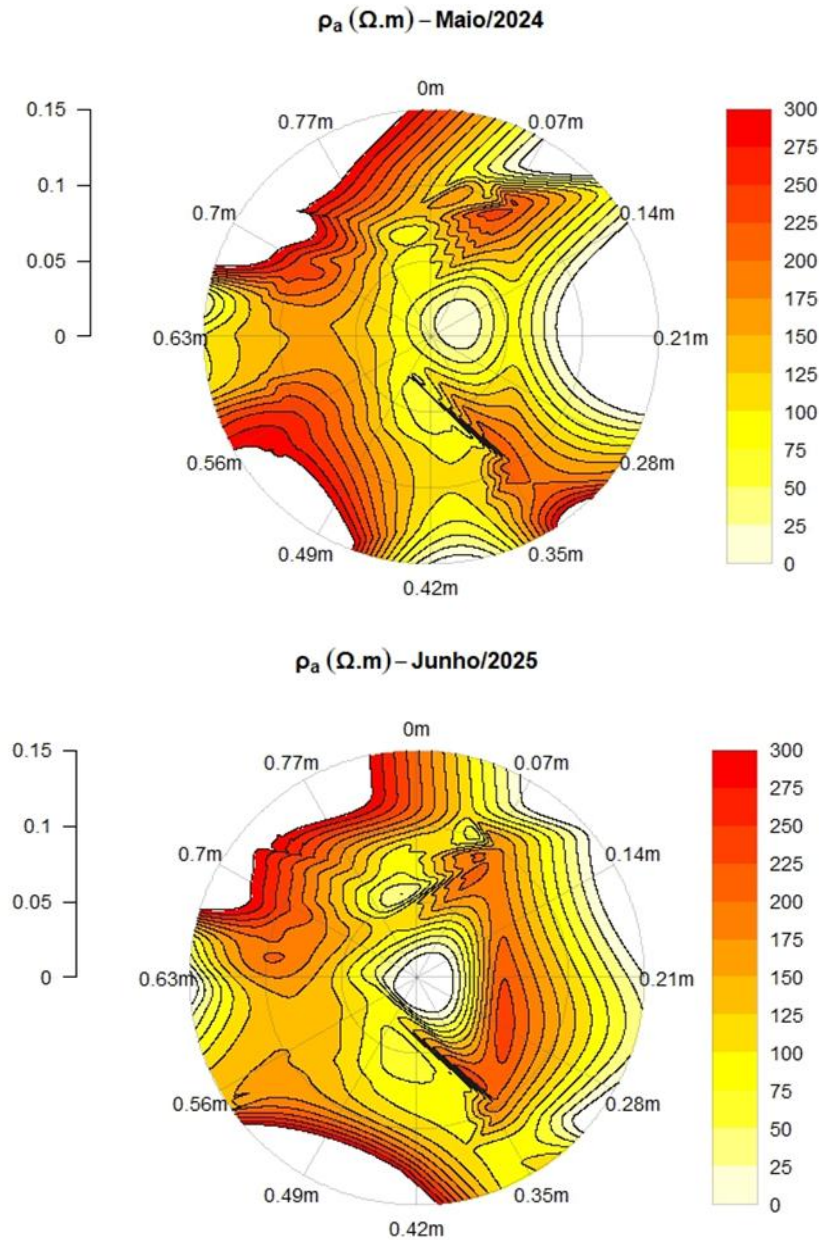 ρₐ (Ω.m) – Maio/2024
0m
0.07m
0.14m
0.21m
0.28m
0.35m
0.42m
0.49m
0.56m
0.63m
0.7m
0.77m
0.15
0.1
0.05
0
300
275
250
225
200
175
150
125
100
75
50
25
0
ρₐ (Ω.m) – Junho/2025
0m
0.07m
0.14m
0.21m
0.28m
0.35m
0.42m
0.49m
0.56m
0.63m
0.7m
0.77m
0.15
0.1
0.05
0
300
275
250
225
200
175
150
125
100
75
50
25
0